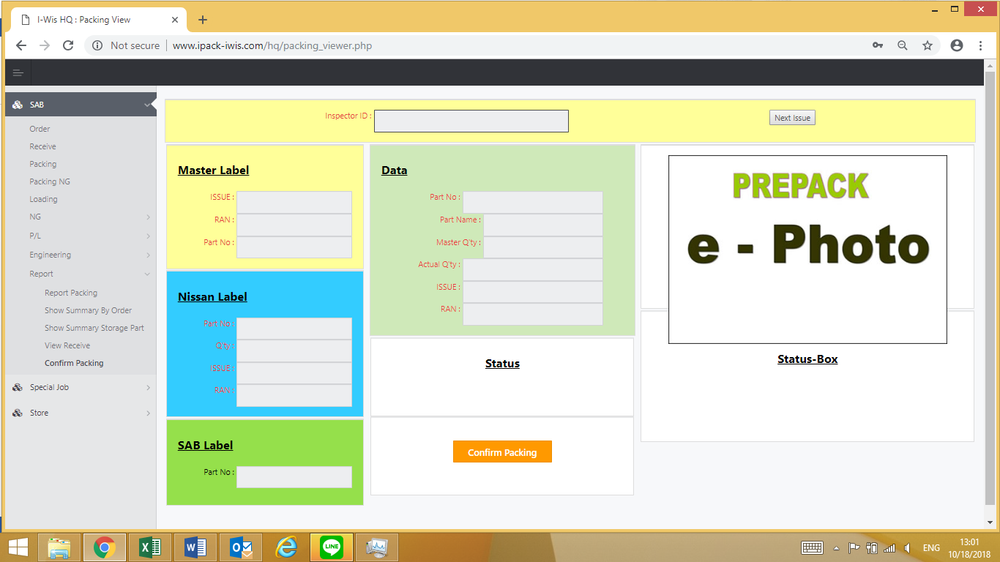 I-Wis HQ : Packing View
Not secure
www.ipack-iwis.com/hq/packing_viewer.php
SAB
Order
Receive
Packing
Packing NG
Loading
NG
P/L
Engineering
Report
Report Packing
Show Summary By Order
Show Summary Storage Part
View Receive
Confirm Packing
Special Job
Store
Inspector ID :
Next Issue
Master Label
ISSUE :
RAN :
Part No :
Nissan Label
Part No :
Q'ty :
ISSUE :
RAN :
SAB Label
Part No :
Data
Part No :
Part Name :
Master Q'ty :
Actual Q'ty :
ISSUE :
RAN :
Status
Confirm Packing
PREPACK
e - Photo
Status-Box
LINE
ENG
13:01
10/18/2018